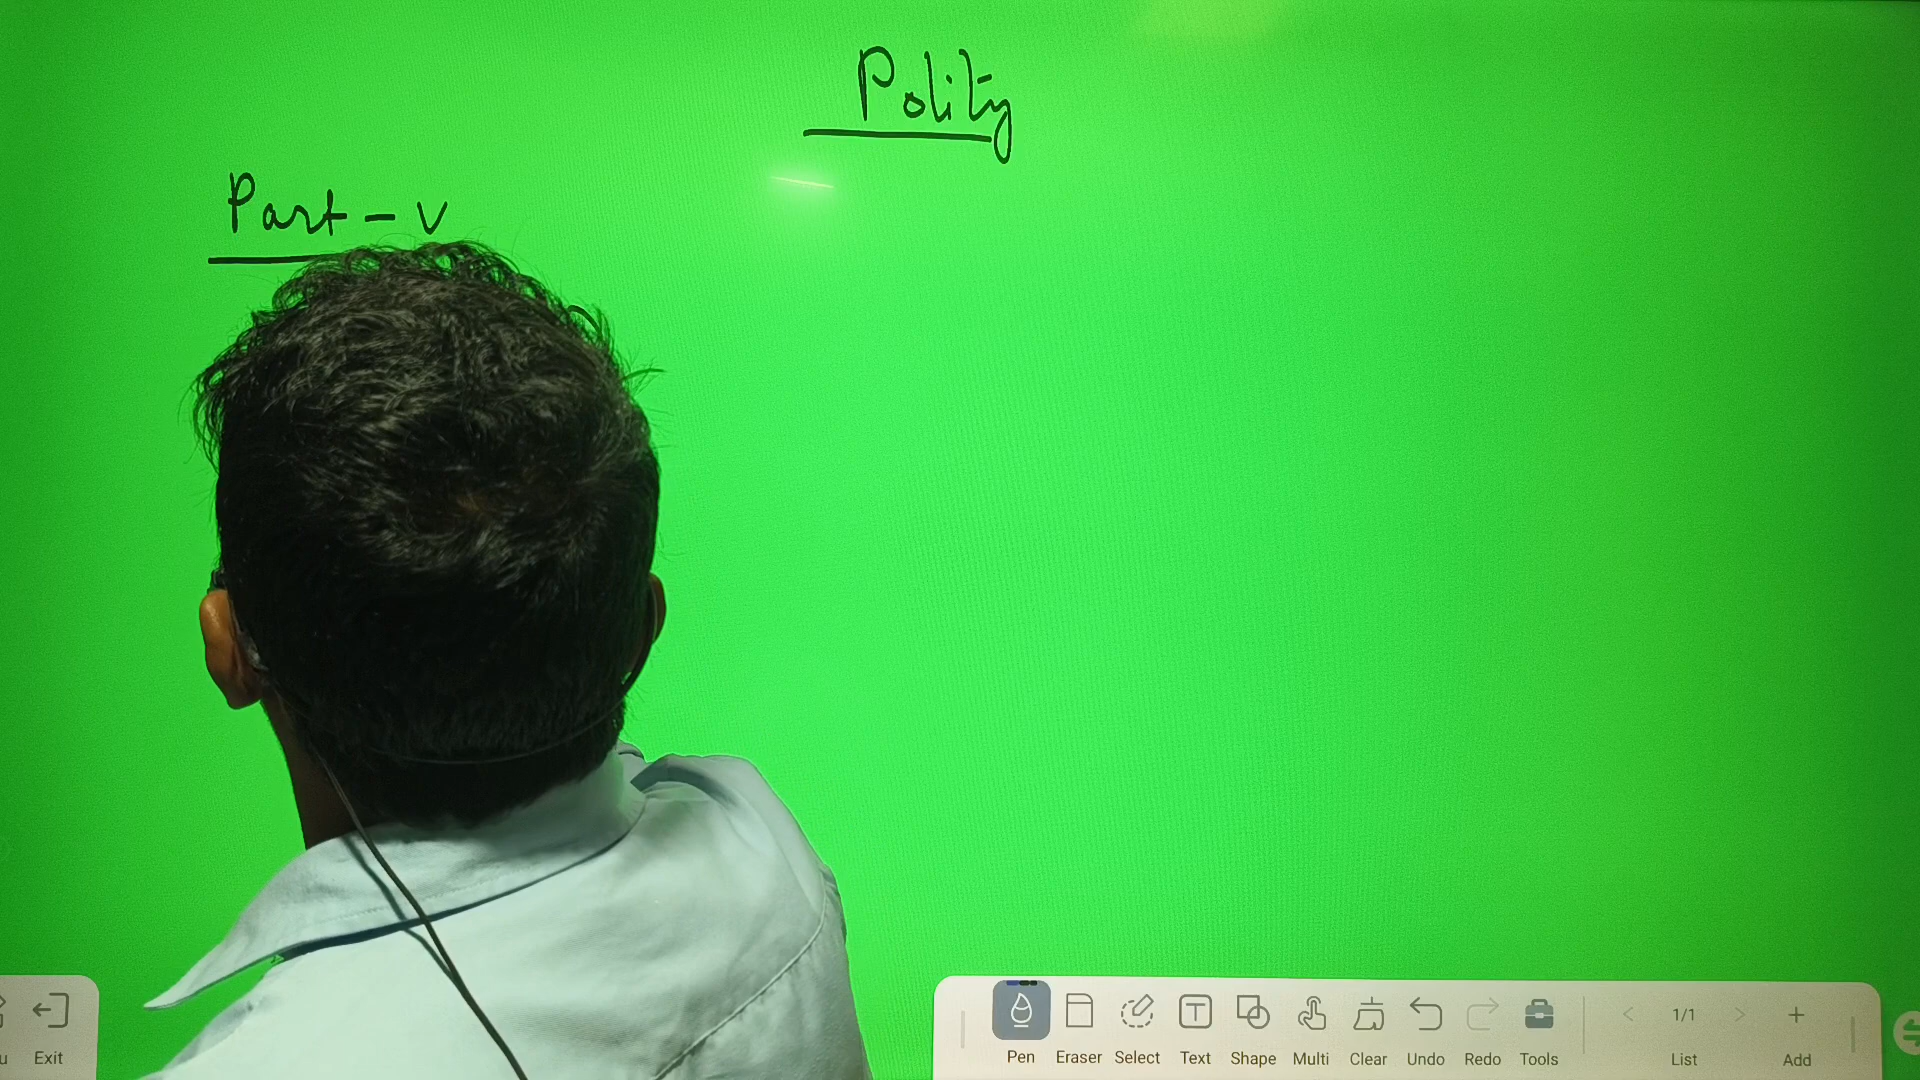 Polity
Part - V
Exit
Pen Eraser Select Text Shape Multi Clear Undo Redo Tools
< 1/1 > +
List Add